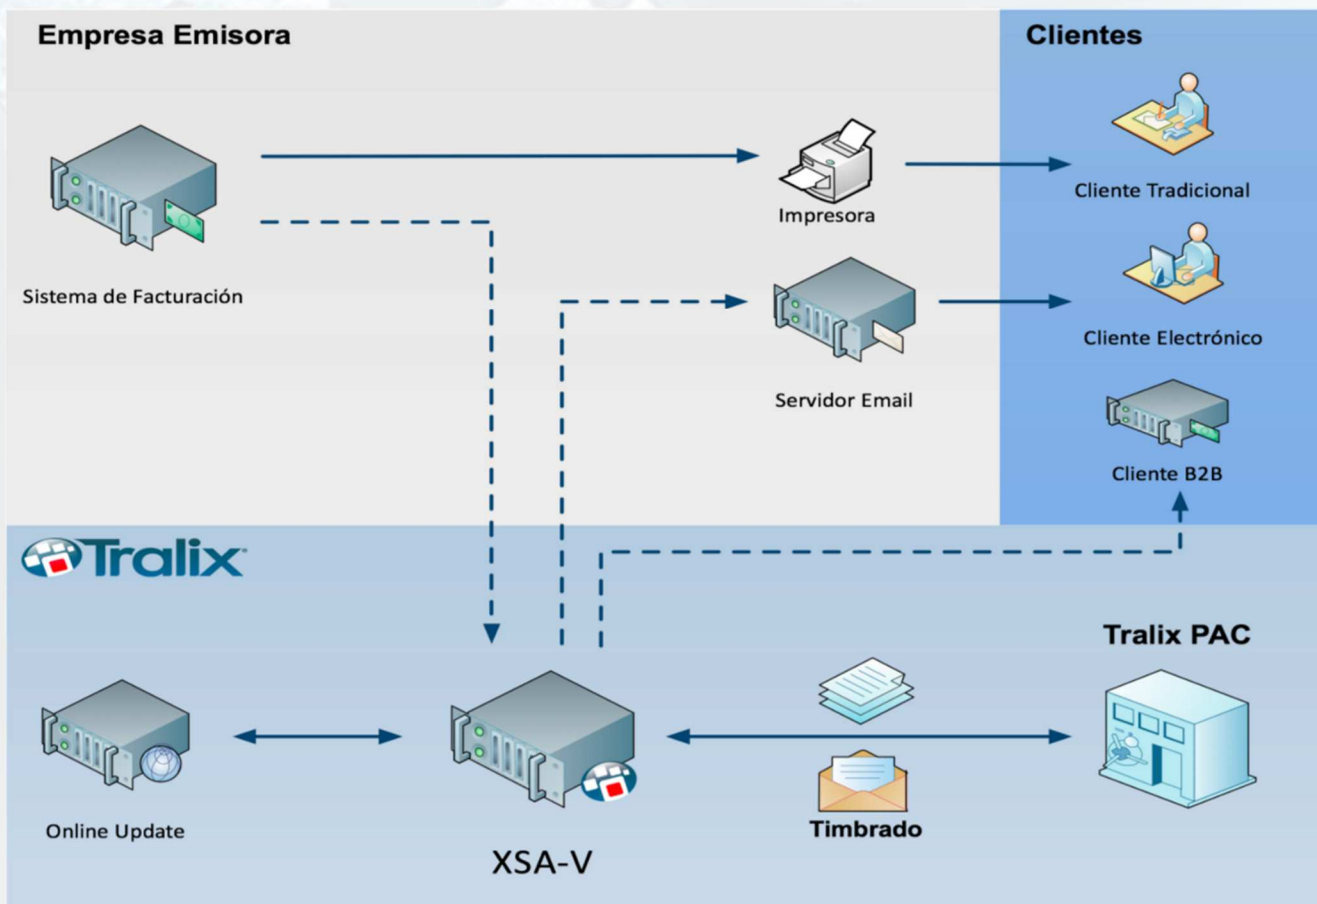 Empresa Emisora
Clientes
Impresora
Cliente Tradicional
Sistema de Facturación
Cliente Electrónico
Servidor Email
Cliente B2B
Tralix
Tralix PAC
Timbrado
Online Update
XSA-V